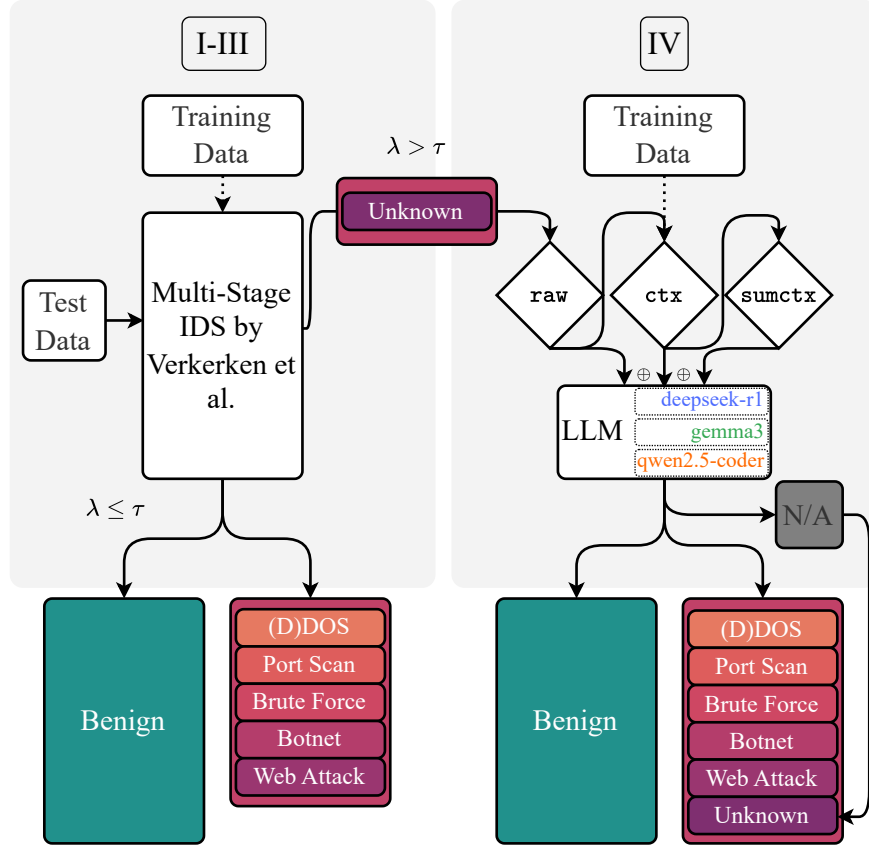 I-III
IV
Training
Data
λ > τ
Training
Data
Unknown
Test
Data
Multi-Stage
IDS by
Verkerken et
al.
raw
ctx
sumctx
⊕ ⊕
LLM
deepseek-r1
gemma3
qwen2.5-coder
λ ≤ τ
N/A
Benign
(D)DOS
Port Scan
Brute Force
Botnet
Web Attack
Benign
(D)DOS
Port Scan
Brute Force
Botnet
Web Attack
Unknown